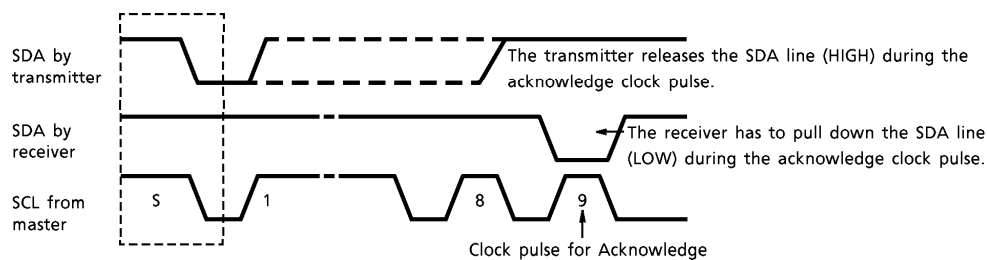 SDA by
transmitter
The transmitter releases the SDA line (HIGH) during the
acknowledge clock pulse.
SDA by
receiver
The receiver has to pull down the SDA line
(LOW) during the acknowledge clock pulse.
SCL from
master
S 1 8 9
Clock pulse for Acknowledge